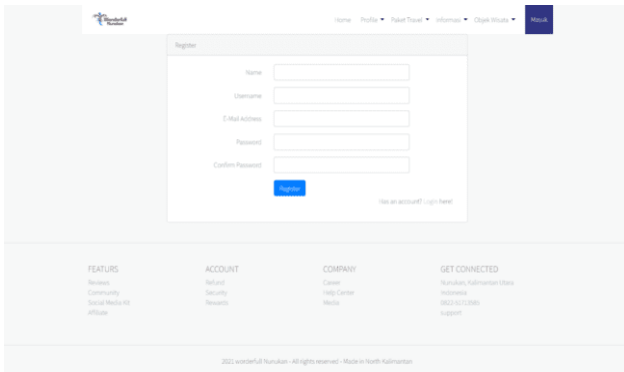 Wonderfull
Nunukan
Home Profile Paket Travel Informasi Objek Wisata Masuk
Register
Name
Username
E-Mail Address
Password
Confirm Password
Register
Has an account? Login here!
FEATURS ACCOUNT COMPANY GET CONNECTED
Reviews Refund Career Nunukan, Kalimantan Utara
Community Security Help Center Indonesia
Social Media Kit Rewards Media
Affiliate support
2021 wonderfull Nunukan - All rights reserved - Made in North Kalimantan